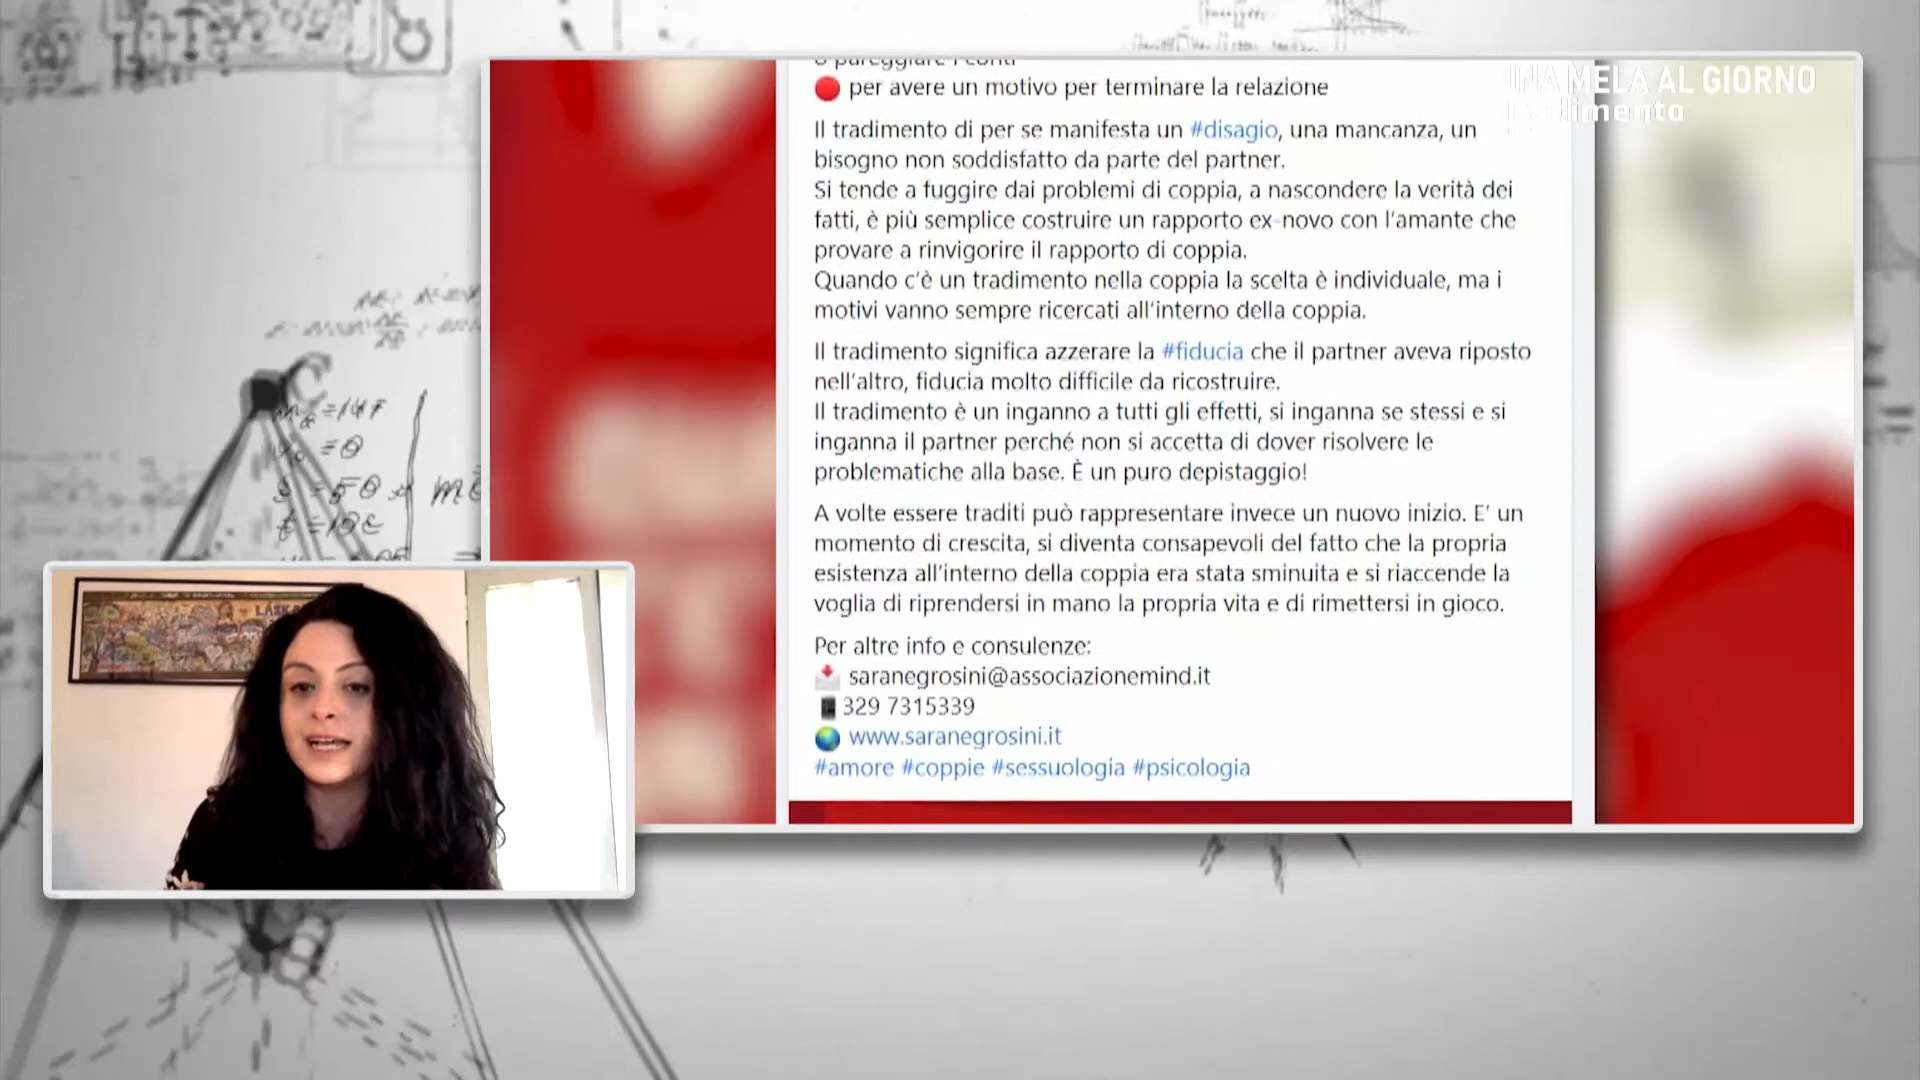 o pareggiare i conti
per avere un motivo per terminare la relazione
Il tradimento di per se manifesta un #disagio, una mancanza, un
bisogno non soddisfatto da parte del partner.
Si tende a fuggire dai problemi di coppia, a nascondere la verità dei
fatti, è più semplice costruire un rapporto ex-novo con l'amante che
provare a rinvigorire il rapporto di coppia.
Quando c'è un tradimento nella coppia la scelta è individuale, ma i
motivi vanno sempre ricercati all'interno della coppia.
Il tradimento significa azzerare la #fiducia che il partner aveva riposto
nell'altro, fiducia molto difficile da ricostruire.
Il tradimento è un inganno a tutti gli effetti, si inganna se stessi e si
inganna il partner perché non si accetta di dover risolvere le
problematiche alla base. È un puro depistaggio!
A volte essere traditi può rappresentare invece un nuovo inizio. E' un
momento di crescita, si diventa consapevoli del fatto che la propria
esistenza all'interno della coppia era stata sminuita e si riaccende la
voglia di riprendersi in mano la propria vita e di rimettersi in gioco.
Per altre info e consulenze:
saranegrosini@associazionemind.it
329 7315339
www.saranegrosini.it
#amore #coppie #sessuologia #psicologia
UNA MELA AL GIORNO